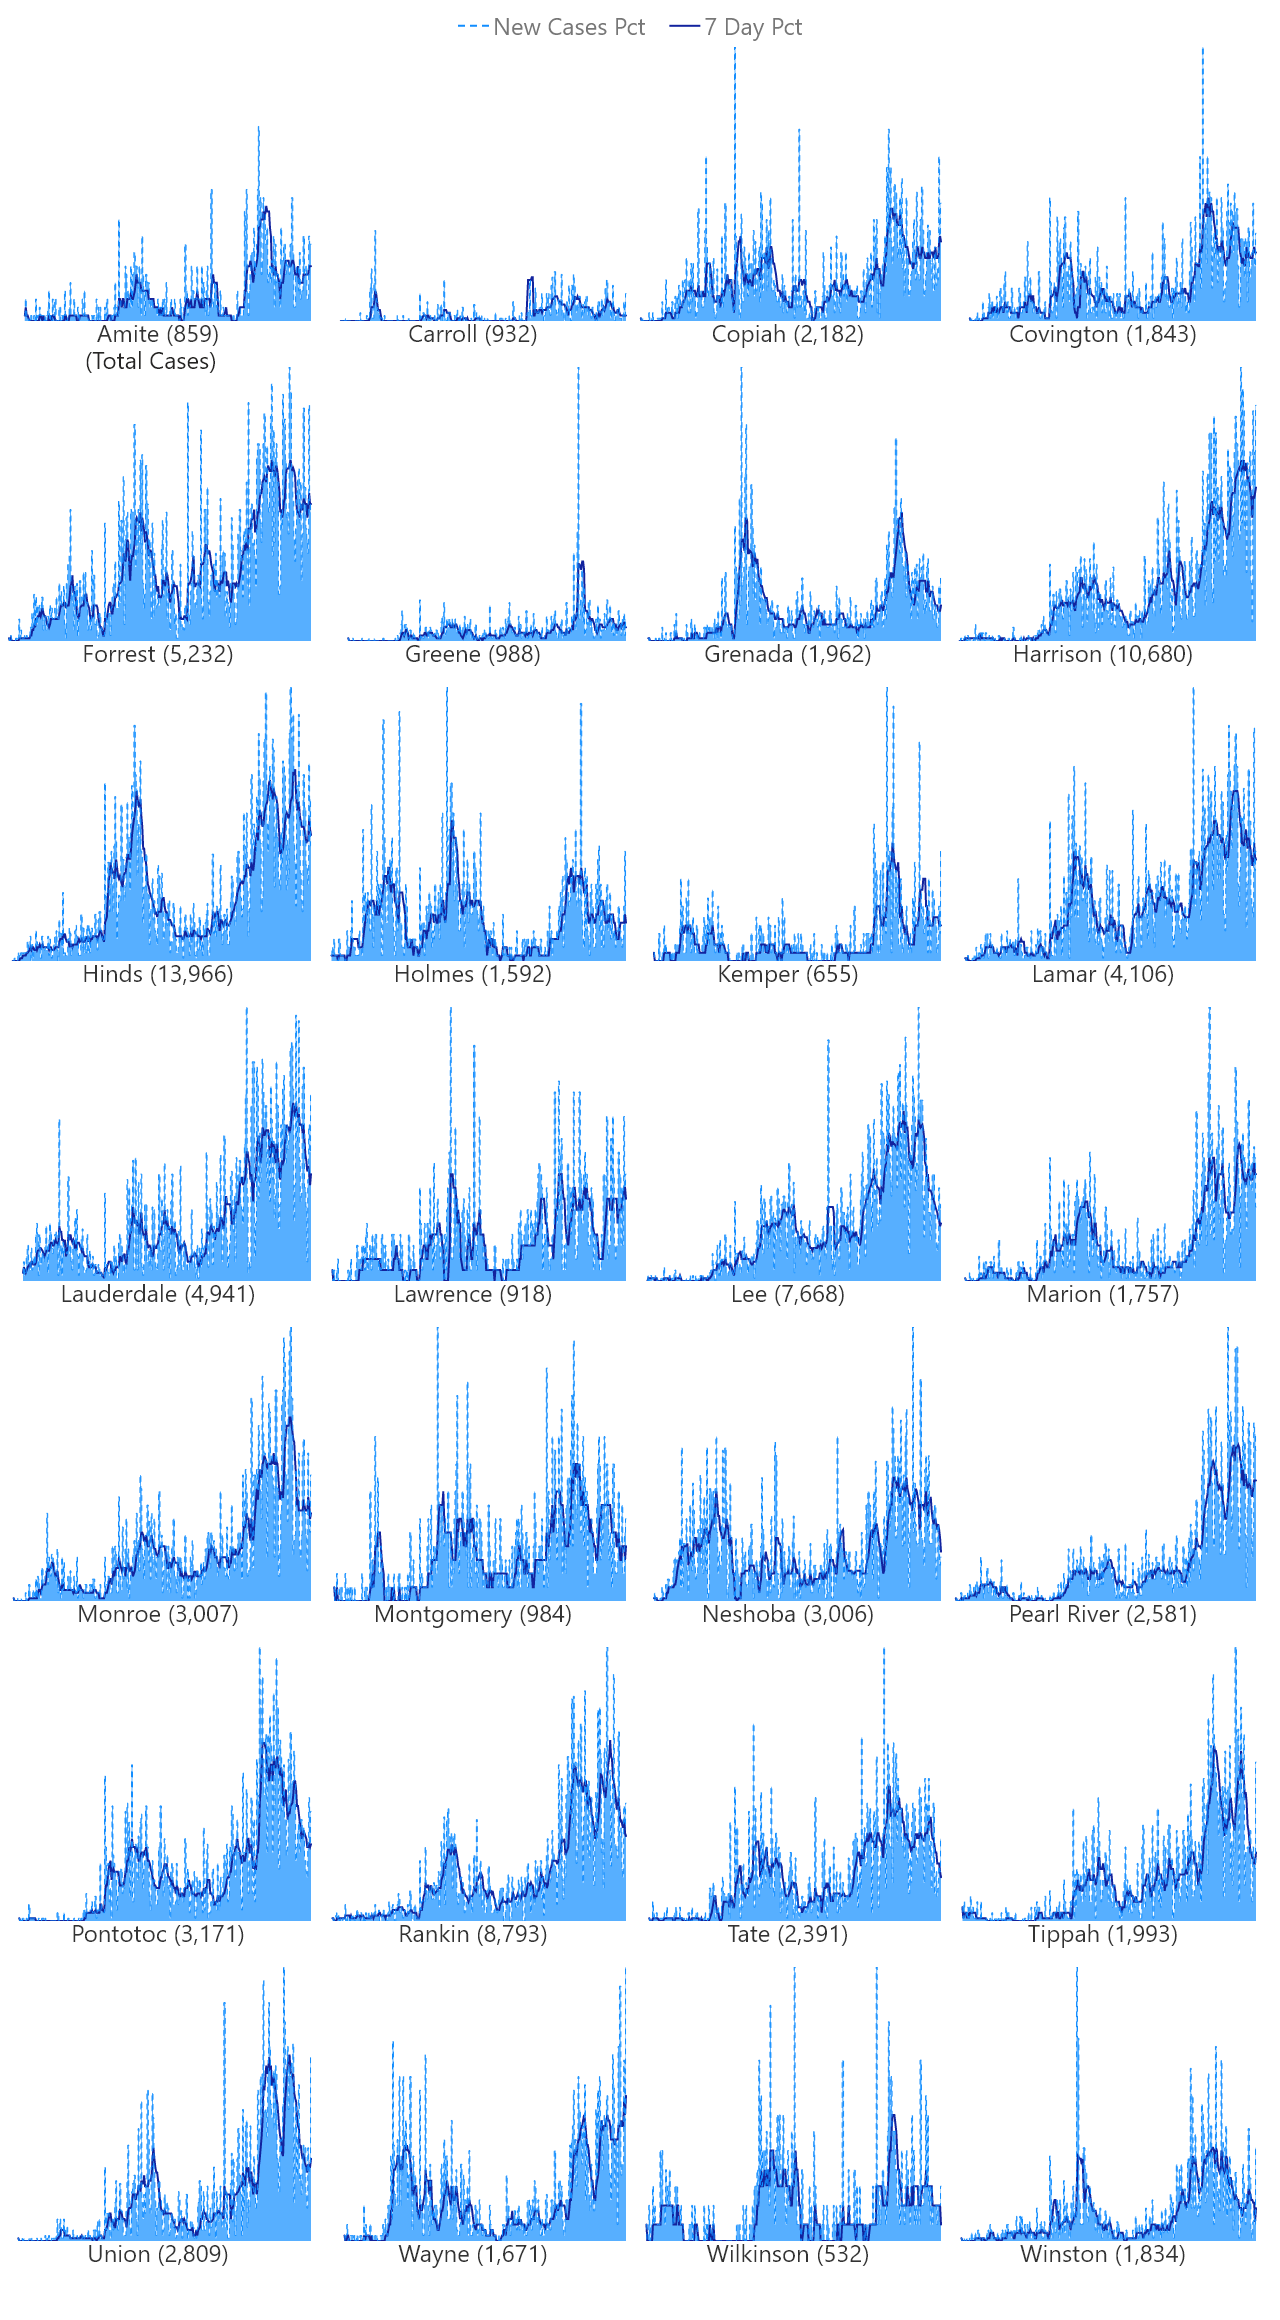 New Cases Pct 7 Day Pct
Amite (859) Carroll (932) Copiah (2,182) Covington (1,843)
(Total Cases)
Forrest (5,232) Greene (988) Grenada (1,962) Harrison (10,680)
Hinds (13,966) Holmes (1,592) Kemper (655) Lamar (4,106)
Lauderdale (4,941) Lawrence (918) Lee (7,668) Marion (1,757)
Monroe (3,007) Montgomery (984) Neshoba (3,006) Pearl River (2,581)
Pontotoc (3,171) Rankin (8,793) Tate (2,391) Tippah (1,993)
Union (2,809) Wayne (1,671) Wilkinson (532) Winston (1,834)